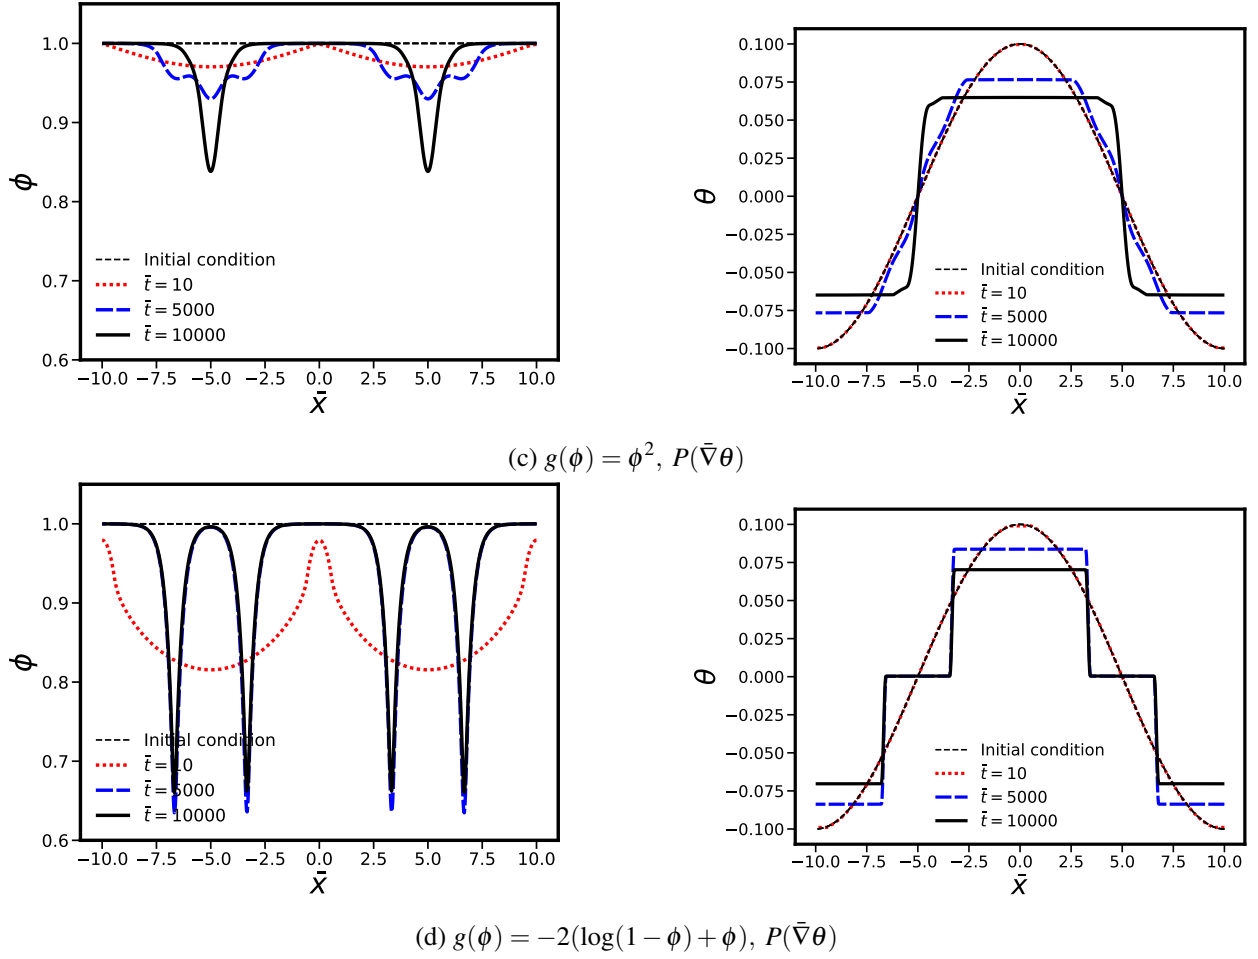 1.0
0.9
0.8
0.7
0.6
ϕ
Initial condition
t̄ = 10
t̄ = 5000
t̄ = 10000
−10.0 −7.5 −5.0 −2.5 0.0 2.5 5.0 7.5 10.0
x̄
0.100
0.075
0.050
0.025
0.000
−0.025
−0.050
−0.075
−0.100
θ
Initial condition
t̄ = 10
t̄ = 5000
t̄ = 10000
−10.0 −7.5 −5.0 −2.5 0.0 2.5 5.0 7.5 10.0
x̄
(c) g(ϕ) = ϕ², P(∇̄θ)
1.0
0.9
0.8
0.7
0.6
ϕ
Initial condition
t̄ = 10
t̄ = 5000
t̄ = 10000
−10.0 −7.5 −5.0 −2.5 0.0 2.5 5.0 7.5 10.0
x̄
0.100
0.075
0.050
0.025
0.000
−0.025
−0.050
−0.075
−0.100
θ
Initial condition
t̄ = 10
t̄ = 5000
t̄ = 10000
−10.0 −7.5 −5.0 −2.5 0.0 2.5 5.0 7.5 10.0
x̄
(d) g(ϕ) = −2(log(1 − ϕ) + ϕ), P(∇̄θ)